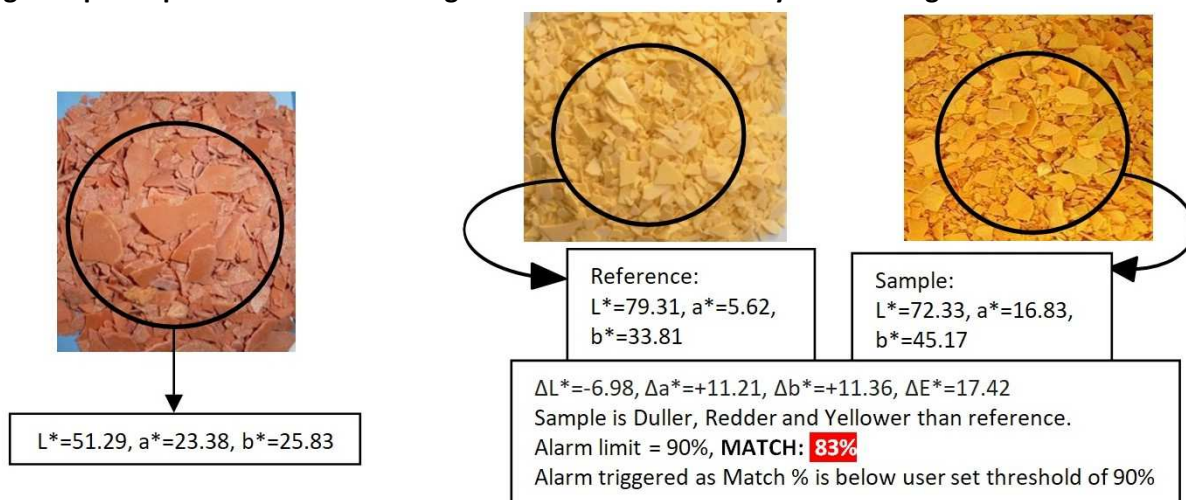 L*=51.29, a*=23.38, b*=25.83
Reference:
L*=79.31, a*=5.62,
b*=33.81
Sample:
L*=72.33, a*=16.83,
b*=45.17
ΔL*=-6.98, Δa*=+11.21, Δb*=+11.36, ΔE*=17.42
Sample is Duller, Redder and Yellower than reference.
Alarm limit = 90%, MATCH: 83%
Alarm triggered as Match % is below user set threshold of 90%